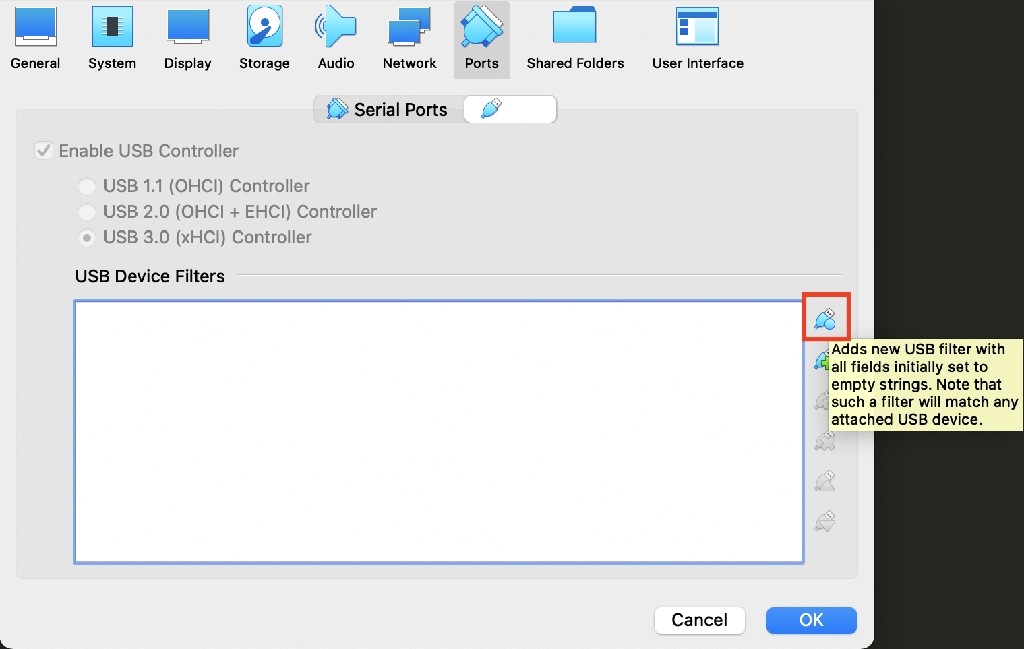 General System Display Storage Audio Network Ports Shared Folders User Interface
Serial Ports
Enable USB Controller
USB 1.1 (OHCI) Controller
USB 2.0 (OHCI + EHCI) Controller
USB 3.0 (xHCI) Controller
USB Device Filters
Adds new USB filter with
all fields initially set to
empty strings. Note that
such a filter will match any
attached USB device.
Cancel OK